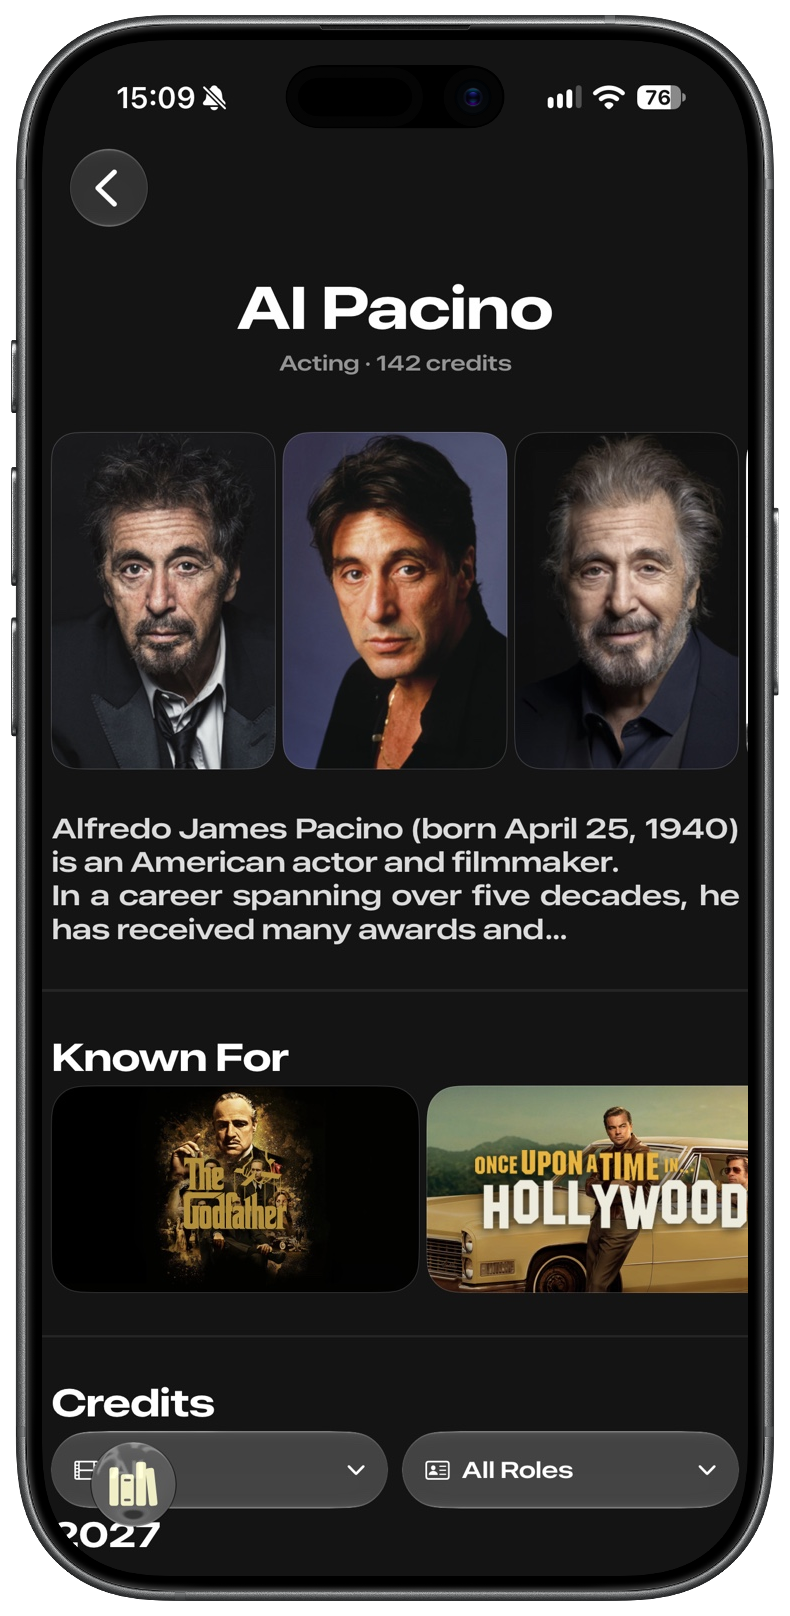 15:09
76
Al Pacino
Acting · 142 credits
Alfredo James Pacino (born April 25, 1940)
is an American actor and filmmaker.
In a career spanning over five decades, he
has received many awards and...
Known For
The
Godfather
ONCE UPON A TIME IN...
HOLLYWOOD
Credits
All Roles
2027